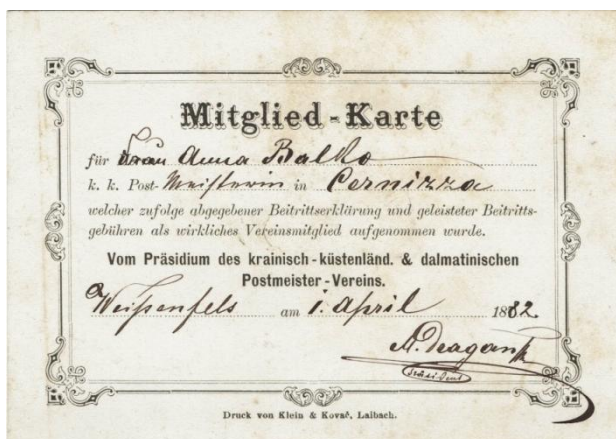 Mitglied-Karte
für Frau Anna Balko
k. k. Post-Meisterin in Cernizza
welcher zufolge abgegebener Beitrittserklärung und geleisteter Beitritts-
gebühren als wirkliches Vereinsmitglied aufgenommen wurde.
Vom Präsidium des krainisch-küstenländ. & dalmatinischen
Postmeister-Vereins.
Weißenfels am 1. April 1882
Präsident
Druck von Klein & Kovač, Laibach.